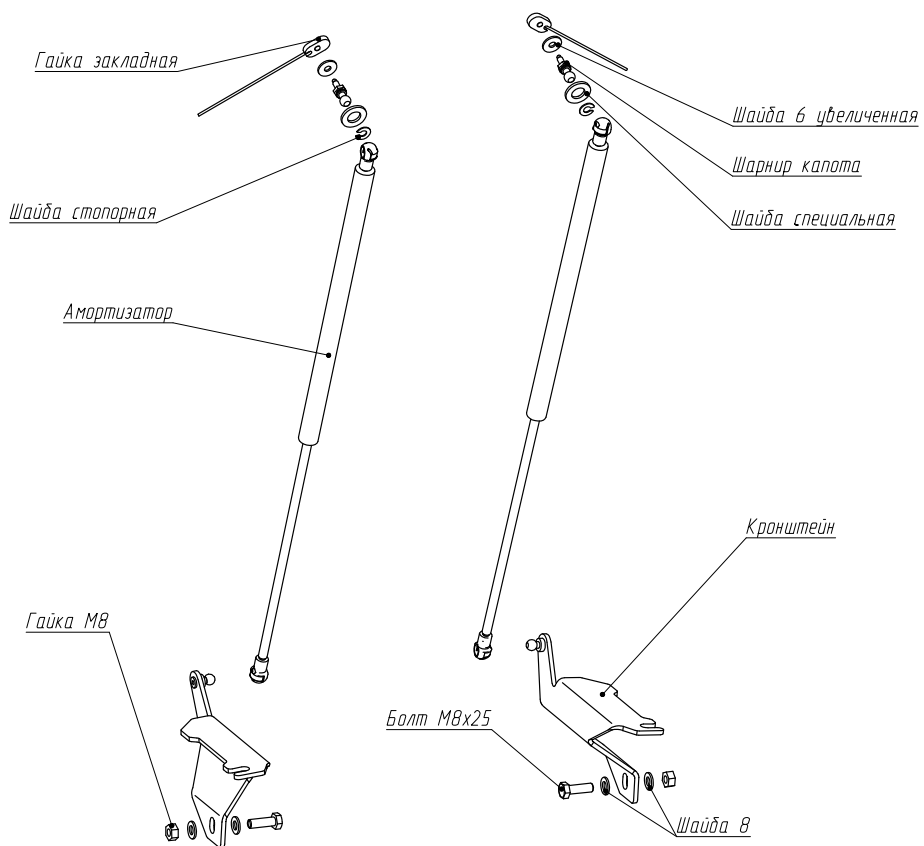 Гайка закладная
Шайба 6 увеличенная
Шарнир капота
Шайба стопорная
Шайба специальная
Амортизатор
Кронштейн
Гайка М8
Болт М8х25
Шайба 8